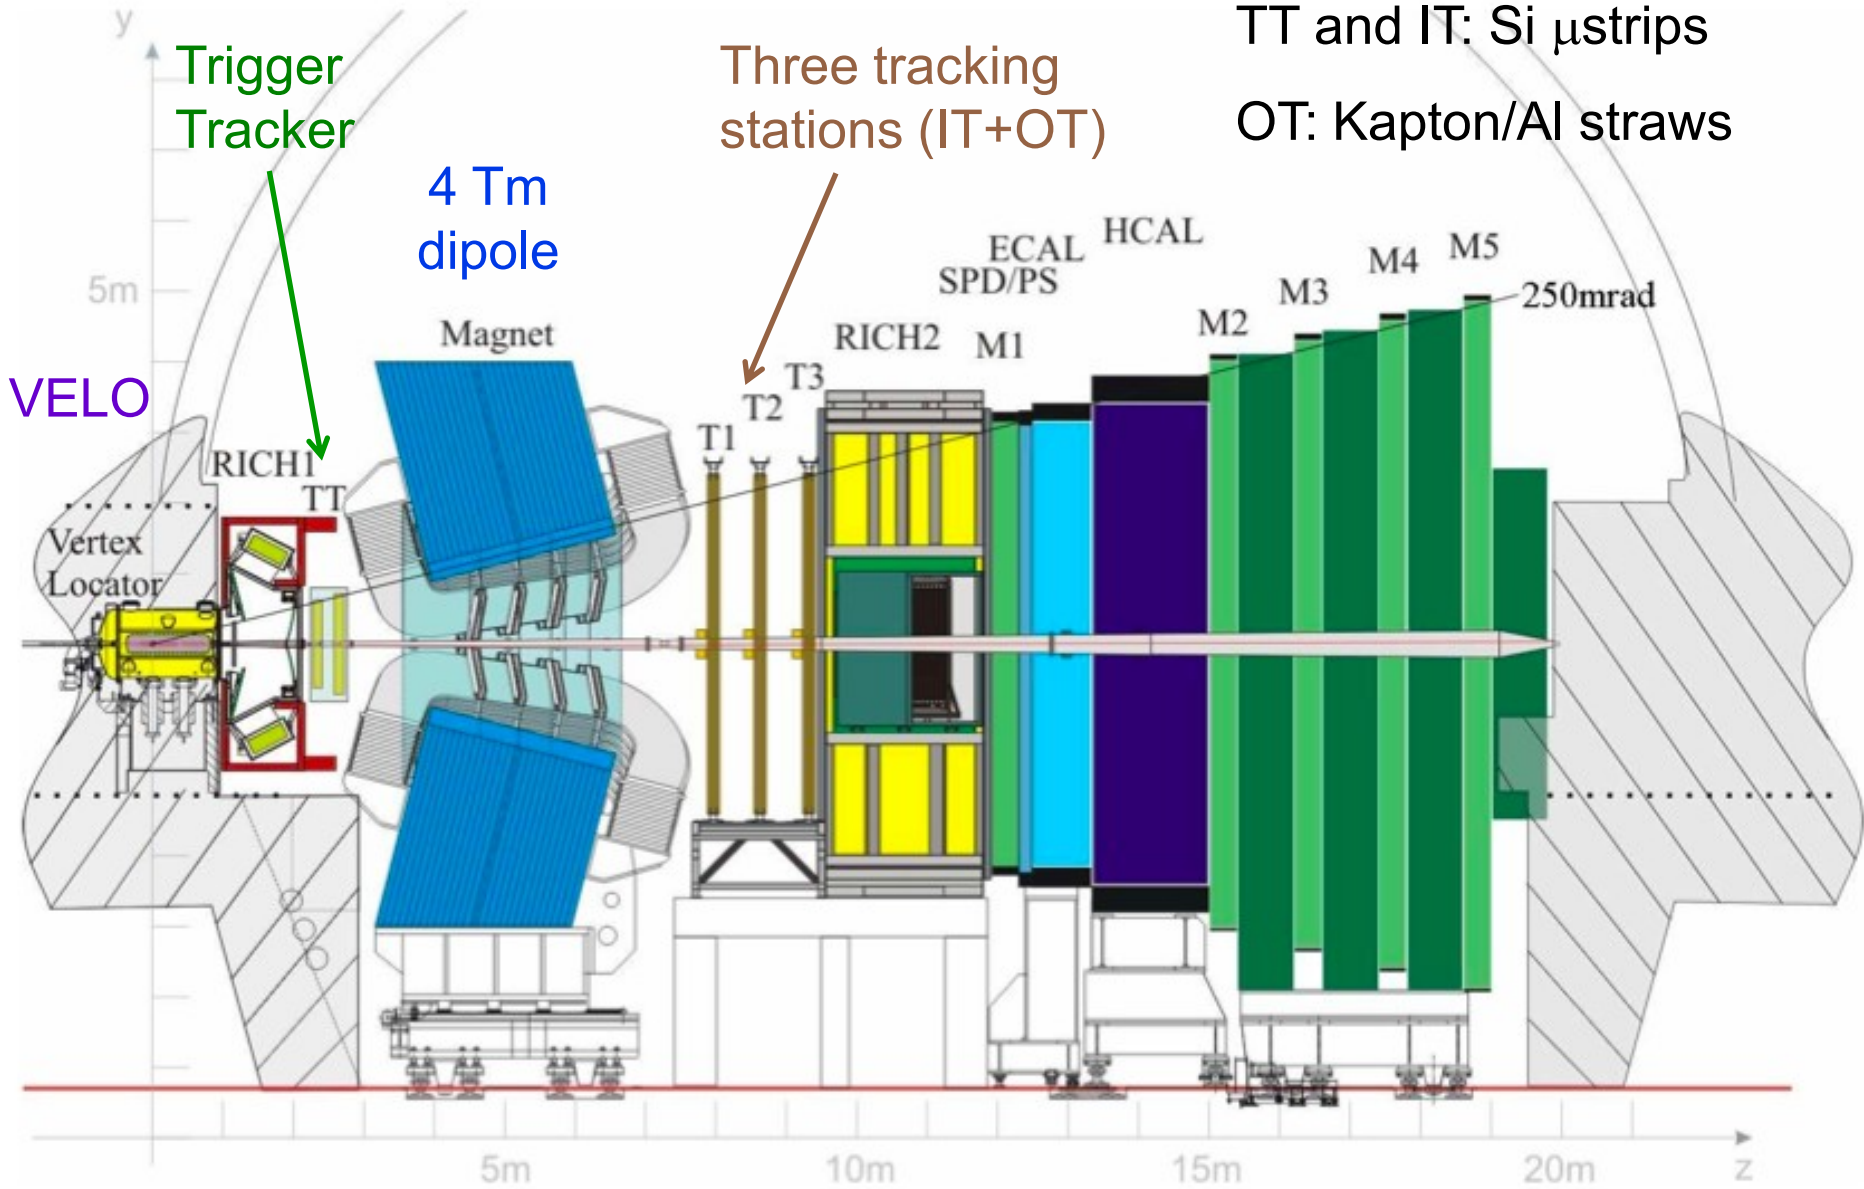 y
TT and IT: Si μstrips
Trigger
Tracker
Three tracking
stations (IT+OT)
OT: Kapton/Al straws
4 Tm
dipole
ECAL
HCAL
SPD/PS
M4
M5
5m
M3
250mrad
Magnet
RICH2
M1
M2
VELO
T3
T2
T1
RICH1
TT
Vertex
Locator
5m
10m
15m
20m
z